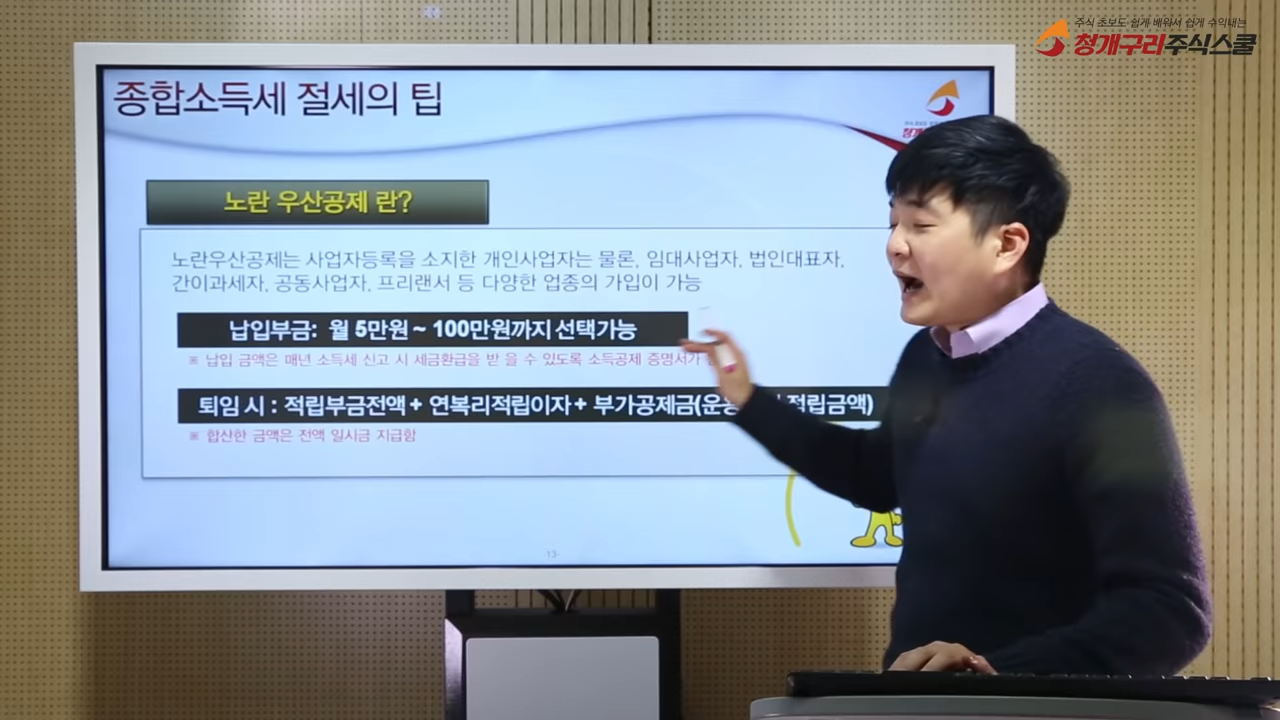 주식 초보도 쉽게 배워서 쉽게 수익내는
청개구리주식스쿨
종합소득세 절세의 팁
노란 우산공제 란?
노란우산공제는 사업자등록을 소지한 개인사업자는 물론, 임대사업자, 법인대표자,
간이과세자, 공동사업자, 프리랜서 등 다양한 업종의 가입이 가능
납입부금: 월 5만원 ~ 100만원까지 선택가능
※ 납입 금액은 매년 소득세 신고 시 세금환급을 받 을 수 있도록 소득공제 증명서가
퇴임 시 : 적립부금전액 + 연복리적립이자 + 부가공제금(운용 적립금액)
※ 합산한 금액은 전액 일시금 지급함
13